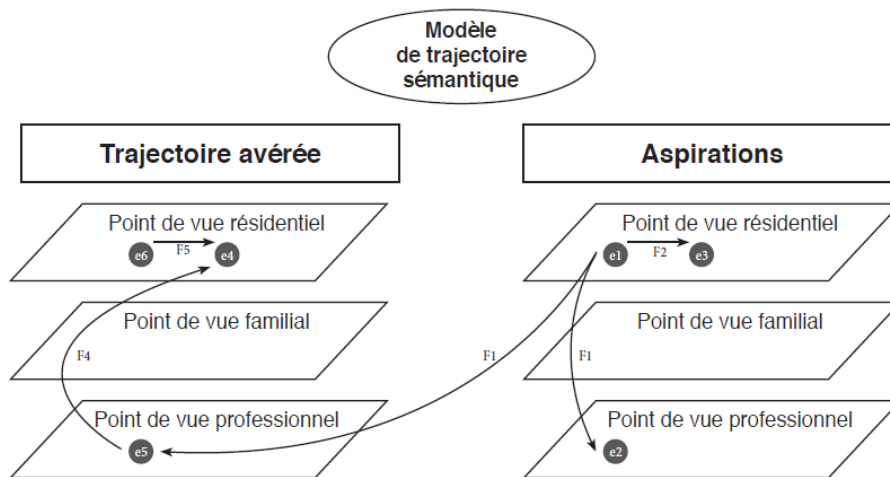 Modèle
de trajectoire
sémantique
Trajectoire avérée
Aspirations
Point de vue résidentiel
e6
F5
e4
Point de vue résidentiel
e1
F2
e3
Point de vue familial
F4
F1
Point de vue familial
F1
Point de vue professionnel
e5
Point de vue professionnel
e2